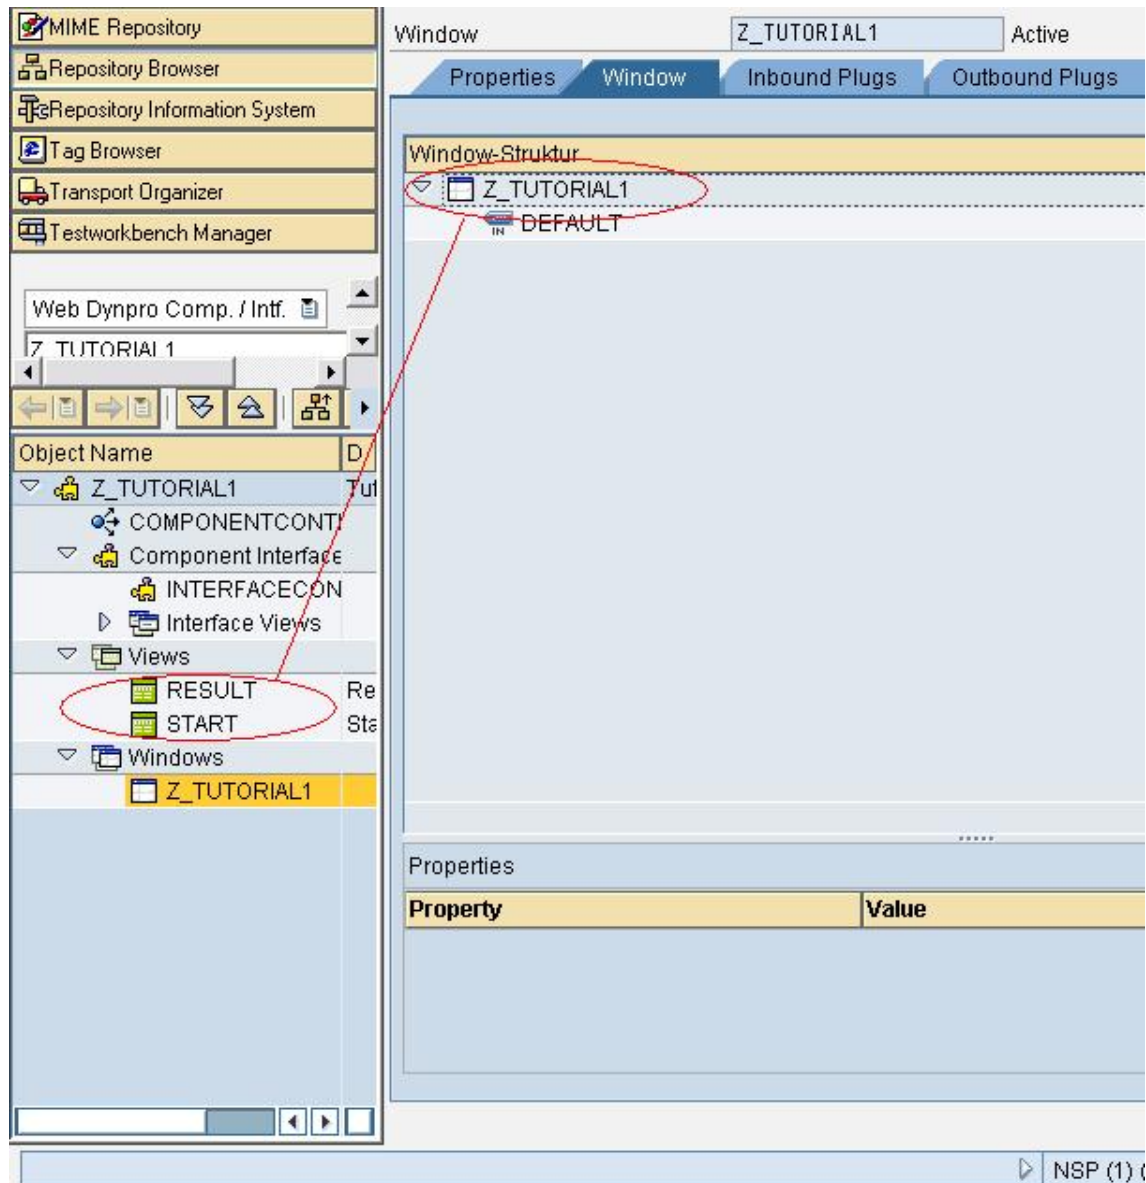 MIME Repository
Repository Browser
Repository Information System
Tag Browser
Transport Organizer
Testworkbench Manager
Web Dynpro Comp. / Intf.
Z_TUTORIAL1
Object Name D
Z_TUTORIAL1 Tut
COMPONENTCONT
Component Interface
INTERFACECON
Interface Views
Views
RESULT Re
START Sta
Windows
Z_TUTORIAL1
Window Z_TUTORIAL1 Active
Properties Window Inbound Plugs Outbound Plugs
Window-Struktur
Z_TUTORIAL1
IN DEFAULT
Properties
Property Value
NSP (1) (